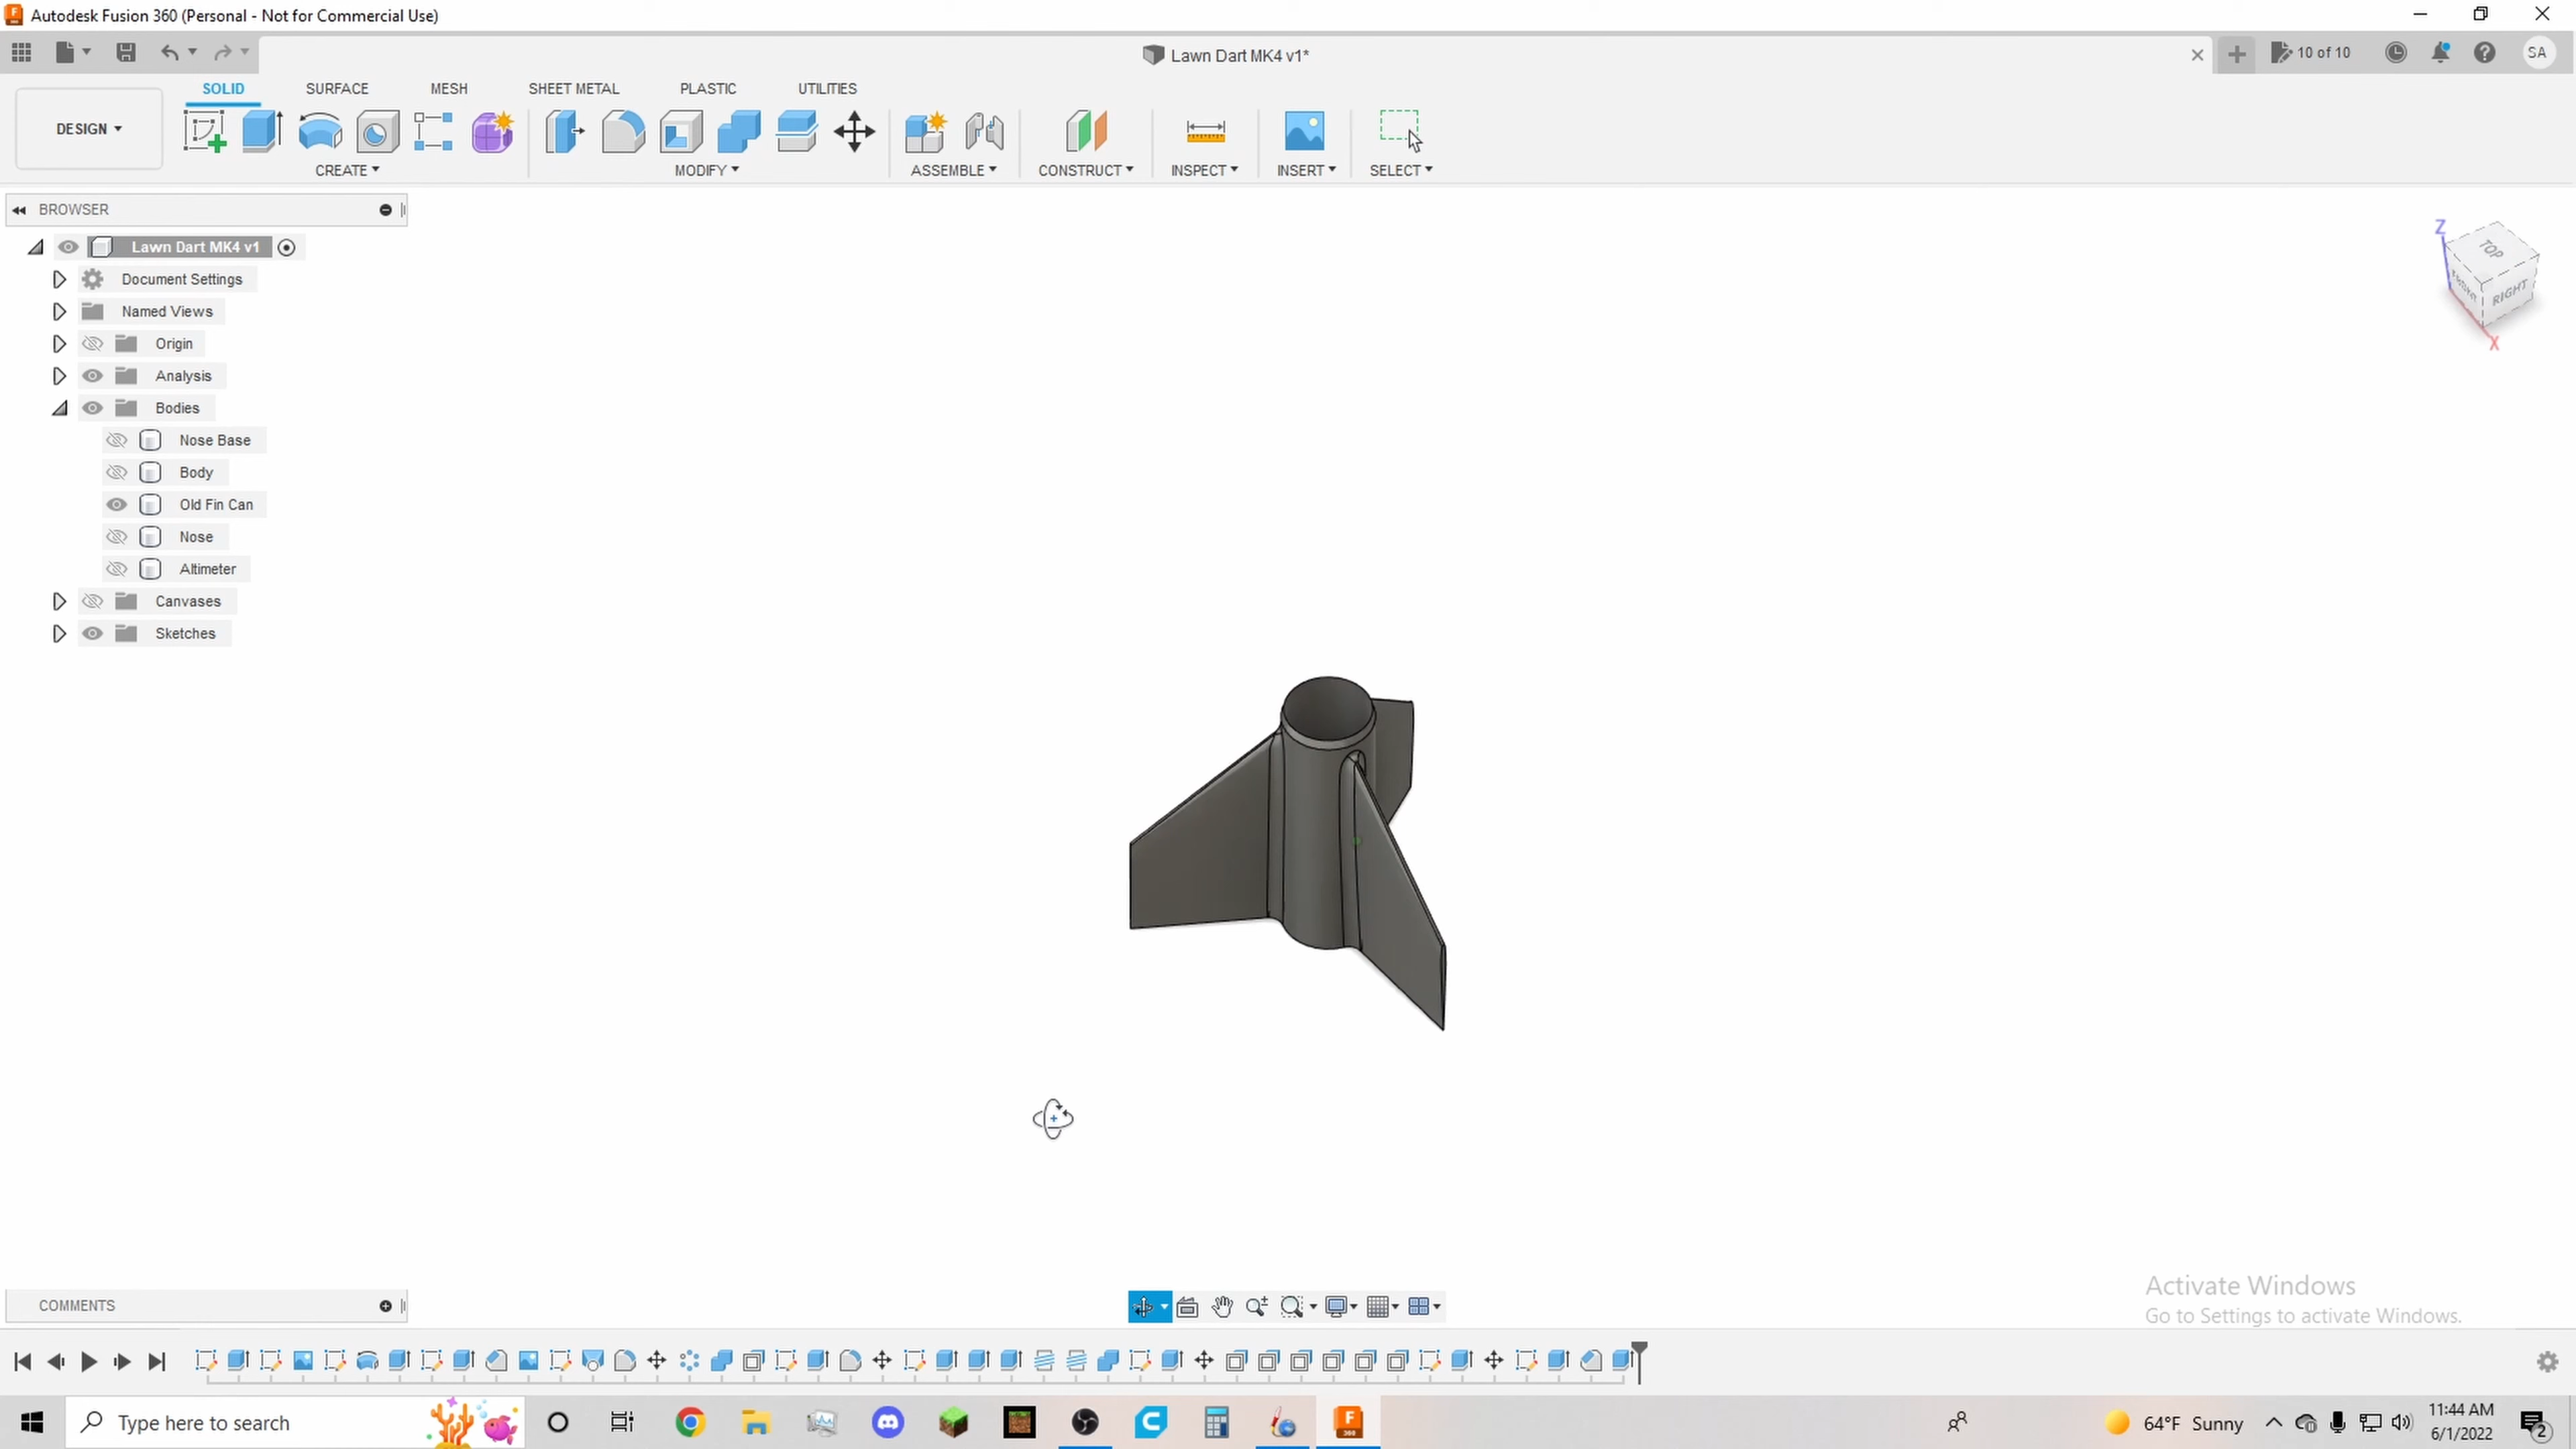 Autodesk Fusion 360 (Personal - Not for Commercial Use)
Lawn Dart MK4 v1*
10 of 10
SA
SOLID SURFACE MESH SHEET METAL PLASTIC UTILITIES
DESIGN
CREATE MODIFY ASSEMBLE CONSTRUCT INSPECT INSERT SELECT
BROWSER
Lawn Dart MK4 v1
Document Settings
Named Views
Origin
Analysis
Bodies
Nose Base
Body
Old Fin Can
Nose
Altimeter
Canvases
Sketches
Z
TOP
FRONT
RIGHT
X
COMMENTS
Activate Windows
Go to Settings to activate Windows.
Type here to search
F
360
64°F Sunny
11:44 AM
6/1/2022
2